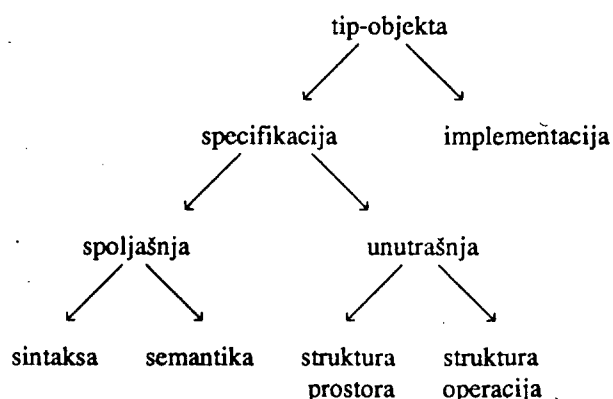 tip-objekta
specifikacija implementacija
spoljašnja unutrašnja
sintaksa semantika struktura struktura
prostora operacija